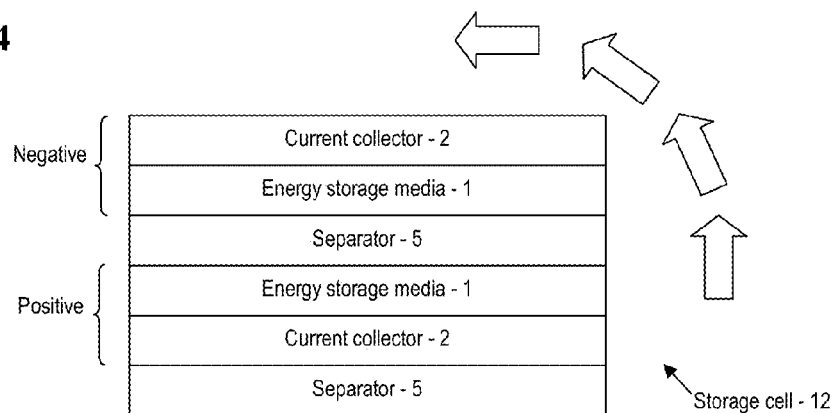 4
Current collector - 2
Negative
Energy storage media - 1
Separator - 5
Energy storage media - 1
Positive
Current collector - 2
Separator - 5
Storage cell - 12